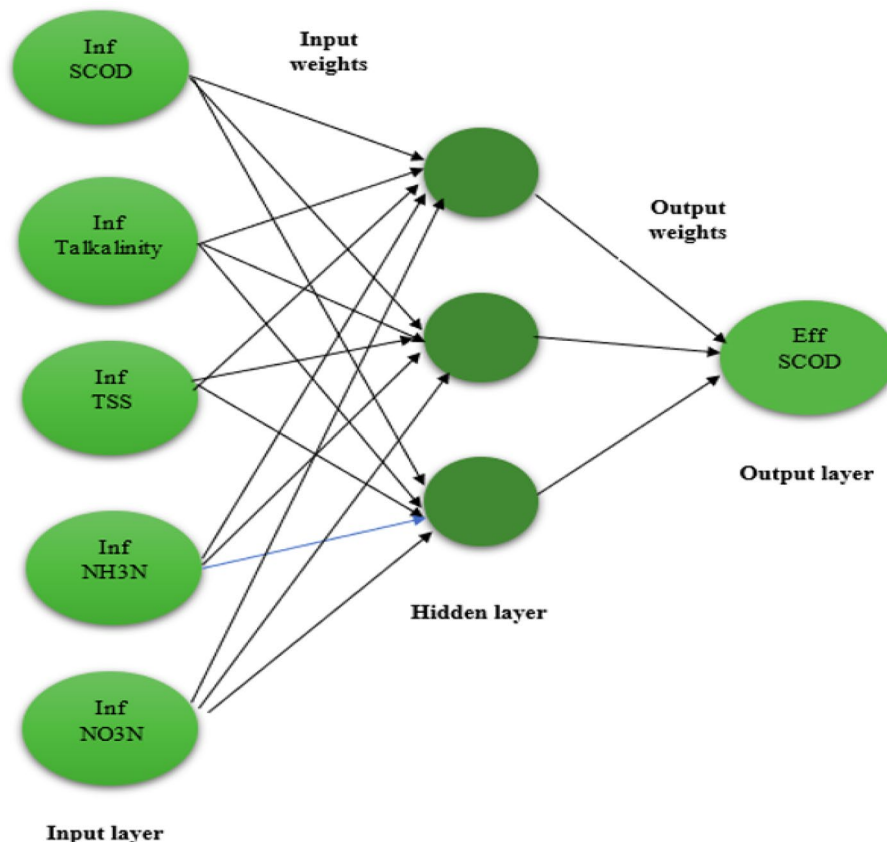 Inf
SCOD
Input
weights
Inf
Talkalinity
Output
weights
Inf
TSS
Eff
SCOD
Output layer
Inf
NH3N
Hidden layer
Inf
NO3N
Input layer